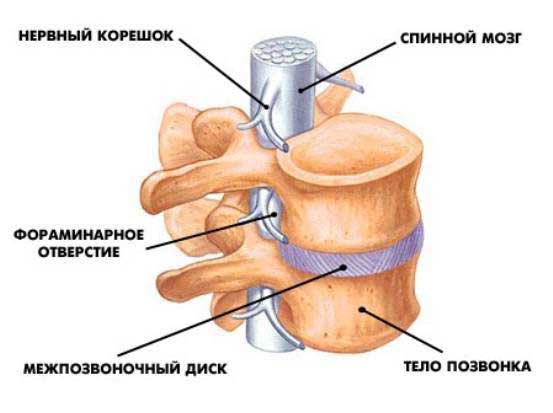 НЕРВНЫЙ КОРЕШОК
СПИННОЙ МОЗГ
ФОРАМИНАРНОЕ
ОТВЕРСТИЕ
МЕЖПОЗВОНОЧНЫЙ ДИСК
ТЕЛО ПОЗВОНКА